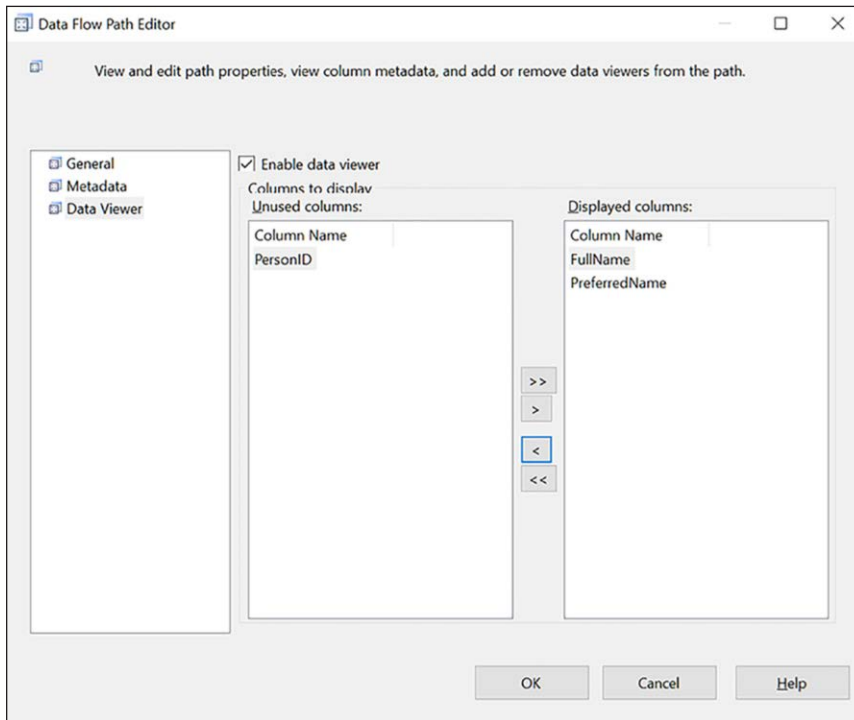 Data Flow Path Editor
View and edit path properties, view column metadata, and add or remove data viewers from the path.
General
Metadata
Data Viewer
Enable data viewer
Columns to display
Unused columns:
Column Name
PersonID
>>
>
<
<<
Displayed columns:
Column Name
FullName
PreferredName
OK
Cancel
Help